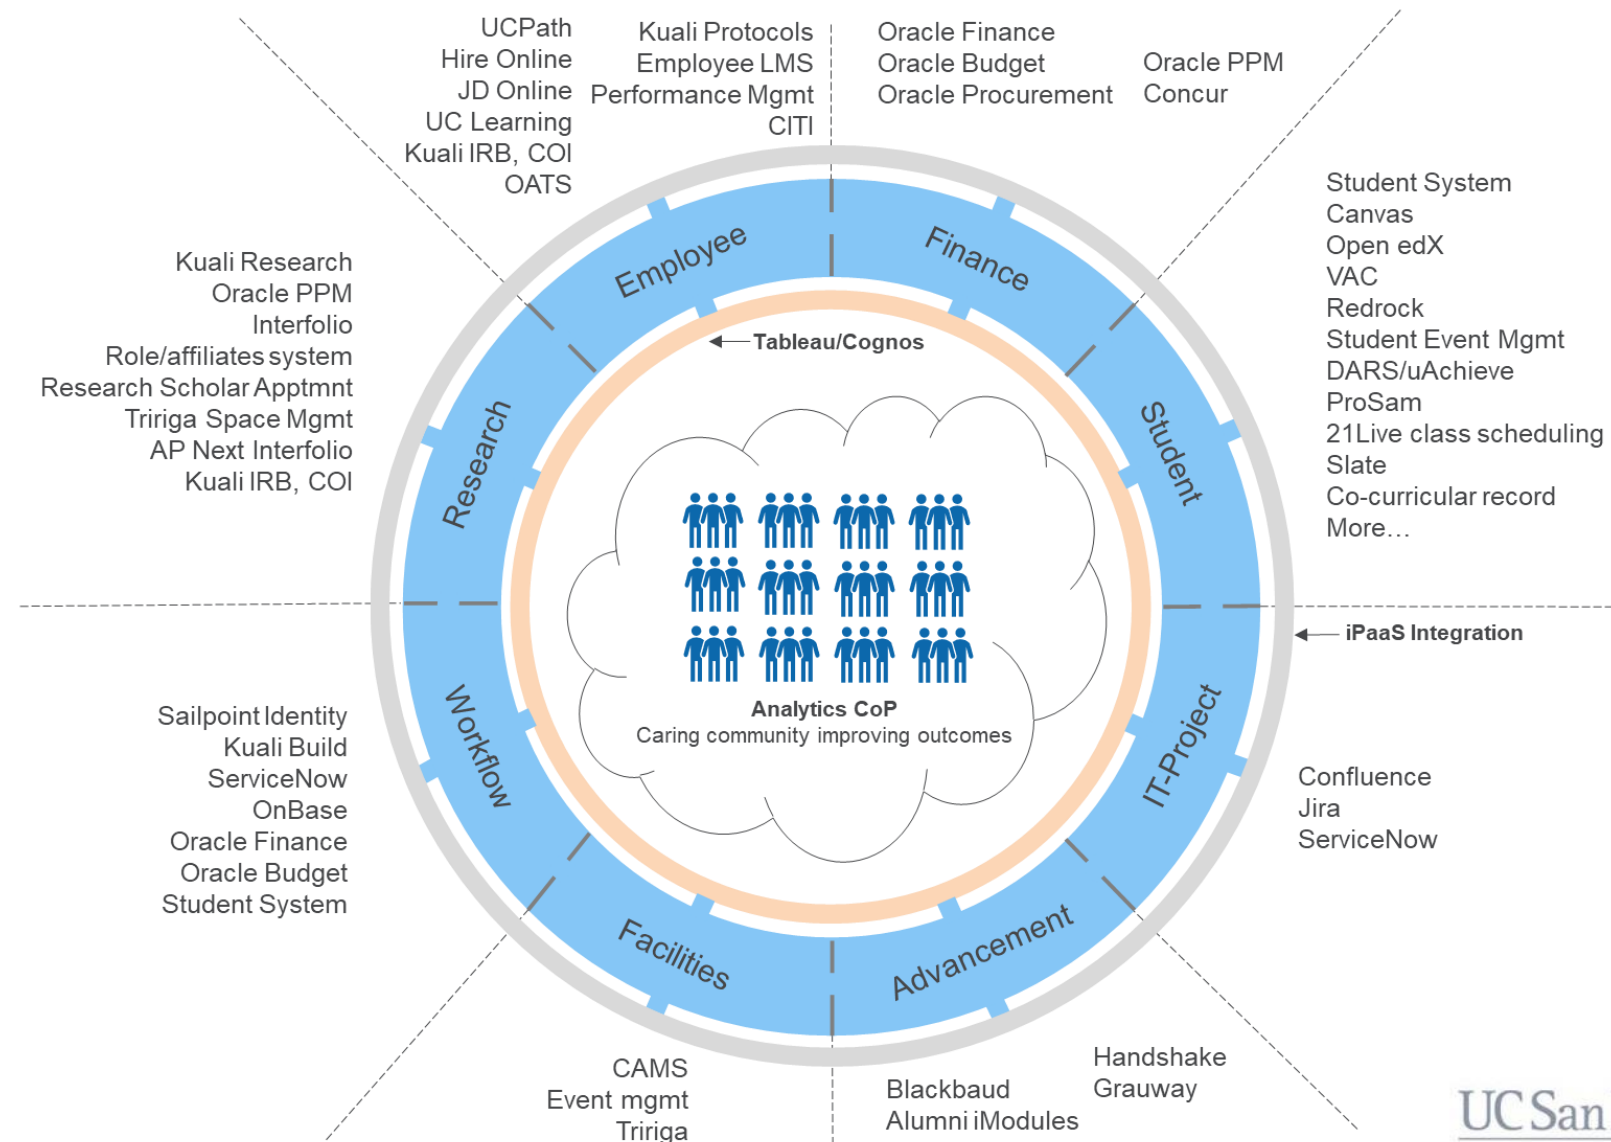 UCPath
Hire Online
JD Online
UC Learning
Kuali IRB, COI
OATS
Kuali Protocols
Employee LMS
Performance Mgmt
CITI
Oracle Finance
Oracle Budget
Oracle Procurement
Oracle PPM
Concur
Student System
Canvas
Open edX
VAC
Redrock
Student Event Mgmt
DARS/uAchieve
ProSam
21Live class scheduling
Slate
Co-curricular record
More…
Kuali Research
Oracle PPM
Interfolio
Role/affiliates system
Research Scholar Apptmnt
Tririga Space Mgmt
AP Next Interfolio
Kuali IRB, COI
Employee
Finance
Student
IT-Project
Advancement
Facilities
Workflow
Research
Tableau/Cognos
iPaaS Integration
Analytics CoP
Caring community improving outcomes
Sailpoint Identity
Kuali Build
ServiceNow
OnBase
Oracle Finance
Oracle Budget
Student System
Confluence
Jira
ServiceNow
CAMS
Event mgmt
Tririga
Blackbaud
Alumni iModules
Handshake
Grauway
UC San